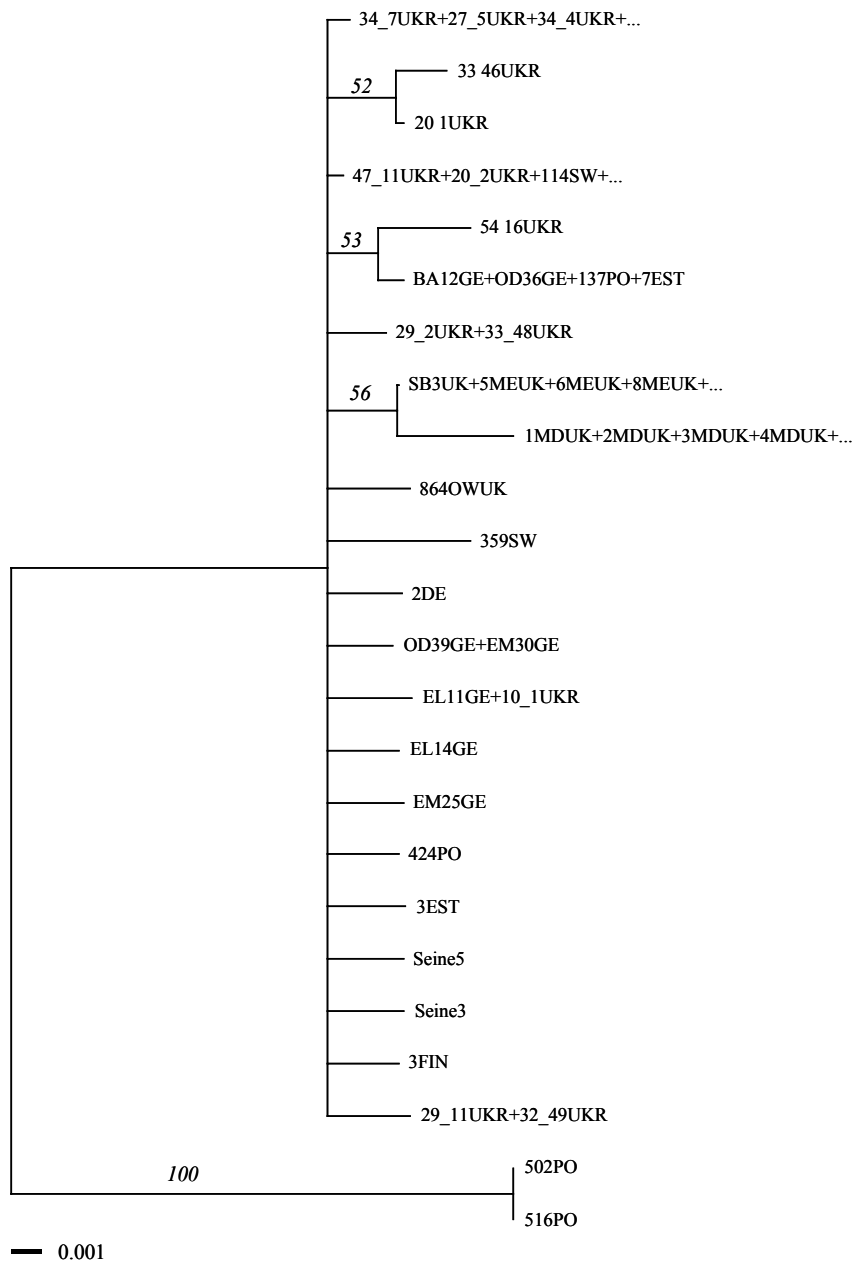 34_7UKR+27_5UKR+34_4UKR+...
33 46UKR
52
20 1UKR
47_11UKR+20_2UKR+114SW+...
54 16UKR
53
BA12GE+OD36GE+137PO+7EST
29_2UKR+33_48UKR
SB3UK+5MEUK+6MEUK+8MEUK+...
56
1MDUK+2MDUK+3MDUK+4MDUK+...
864OWUK
359SW
2DE
OD39GE+EM30GE
EL11GE+10_1UKR
EL14GE
EM25GE
424PO
3EST
Seine5
Seine3
3FIN
29_11UKR+32_49UKR
502PO
100
516PO
0.001